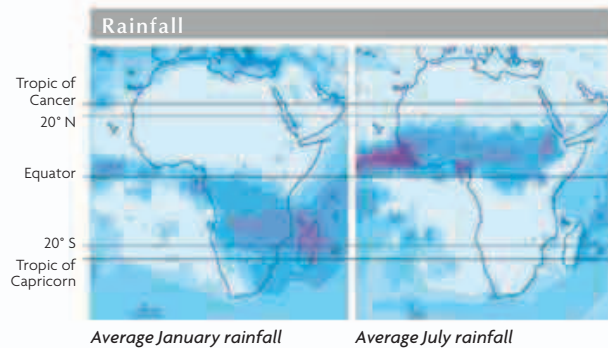 Rainfall
Tropic of
Cancer
20° N
Equator
20° S
Tropic of
Capricorn
Average January rainfall
Average July rainfall